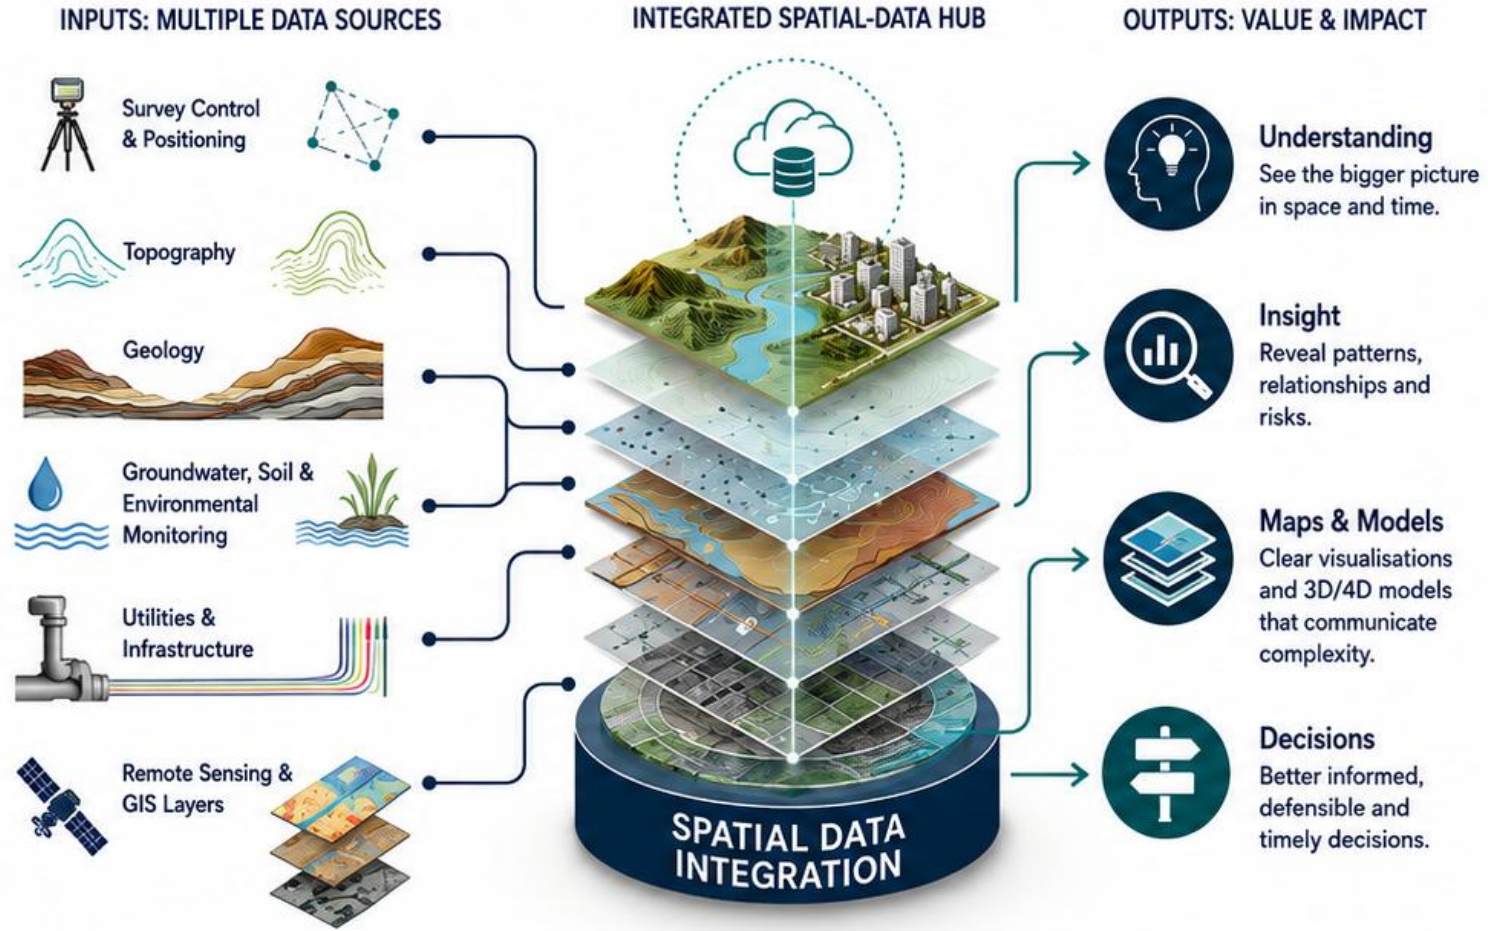 INPUTS: MULTIPLE DATA SOURCES
Survey Control
& Positioning
Topography
Geology
Groundwater, Soil &
Environmental
Monitoring
Utilities &
Infrastructure
Remote Sensing &
GIS Layers
INTEGRATED SPATIAL-DATA HUB
SPATIAL DATA
INTEGRATION
OUTPUTS: VALUE & IMPACT
Understanding
See the bigger picture
in space and time.
Insight
Reveal patterns,
relationships and
risks.
Maps & Models
Clear visualisations
and 3D/4D models
that communicate
complexity.
Decisions
Better informed,
defensible and
timely decisions.